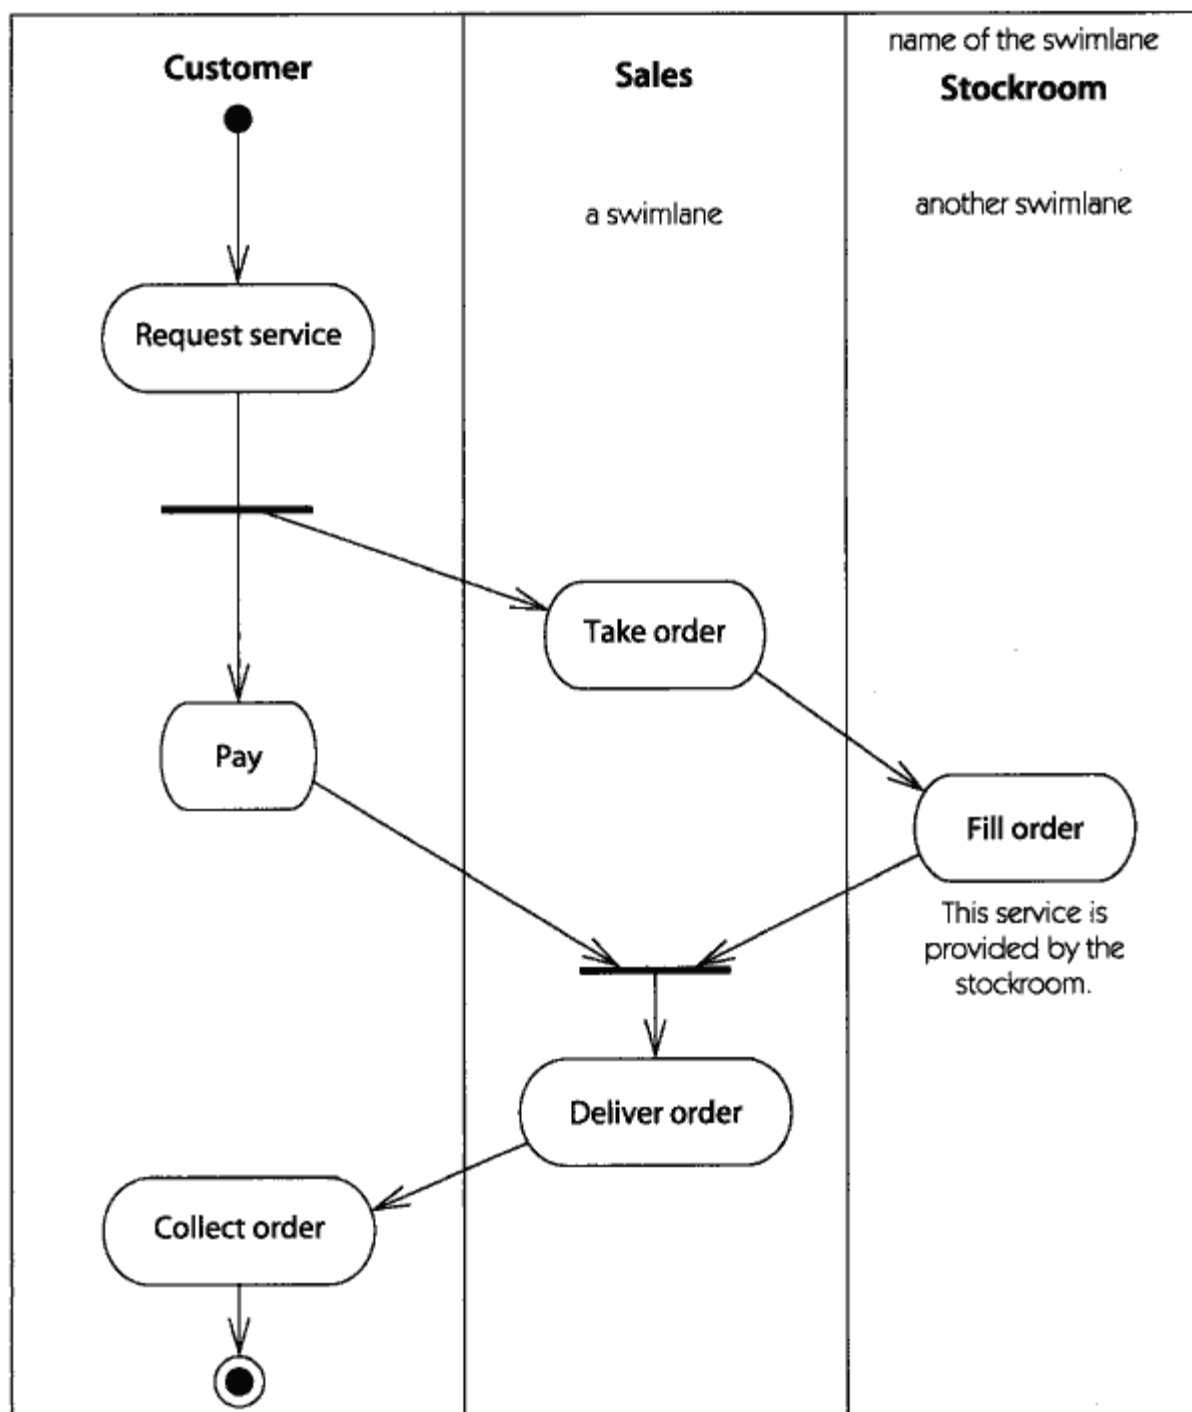 name of the swimlane
Customer
Sales
Stockroom
a swimlane
another swimlane
Request service
Take order
Pay
Fill order
This service is
provided by the
stockroom.
Deliver order
Collect order